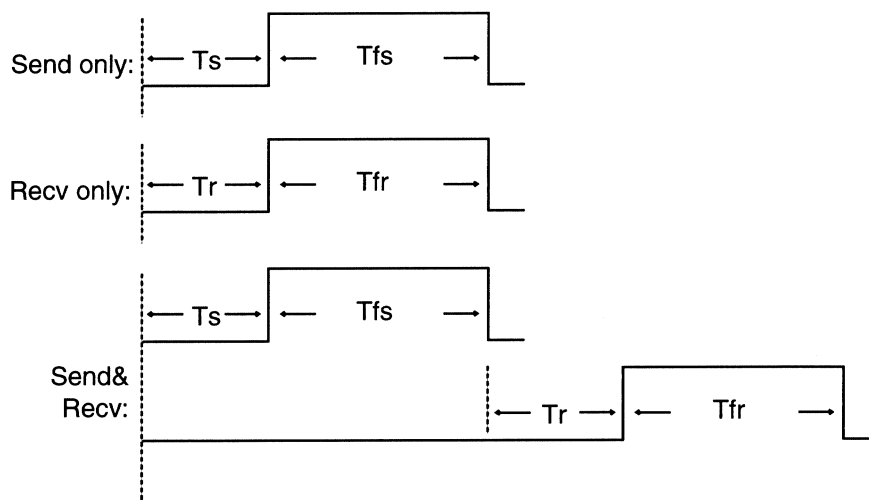 Send only: Ts Tfs
Recv only: Tr Tfr
Ts Tfs
Send&
Recv: Tr Tfr